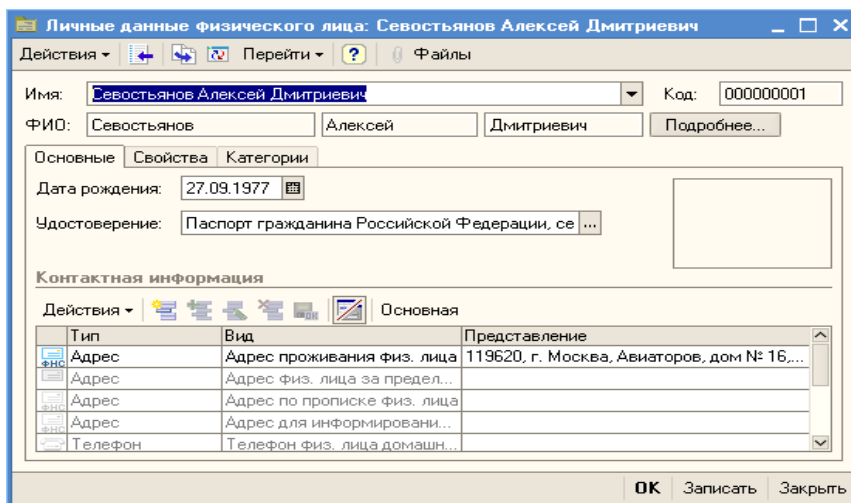 Личные данные физического лица: Севостьянов Алексей Дмитриевич
Действия Перейти ? Файлы
Имя: Севостьянов Алексей Дмитриевич Код: 000000001
ФИО: Севостьянов Алексей Дмитриевич Подробнее...
Основные Свойства Категории
Дата рождения: 27.09.1977
Удостоверение: Паспорт гражданина Российской Федерации, се ...
Контактная информация
Действия Основная
Тип Вид Представление
ФНС Адрес Адрес проживания физ. лица 119620, г. Москва, Авиаторов, дом № 16,...
Адрес Адрес физ. лица за предел...
ФНС Адрес Адрес по прописке физ. лица
ФНС Адрес Адрес для информировани...
Телефон Телефон физ. лица домашн...
OK Записать Закрыть